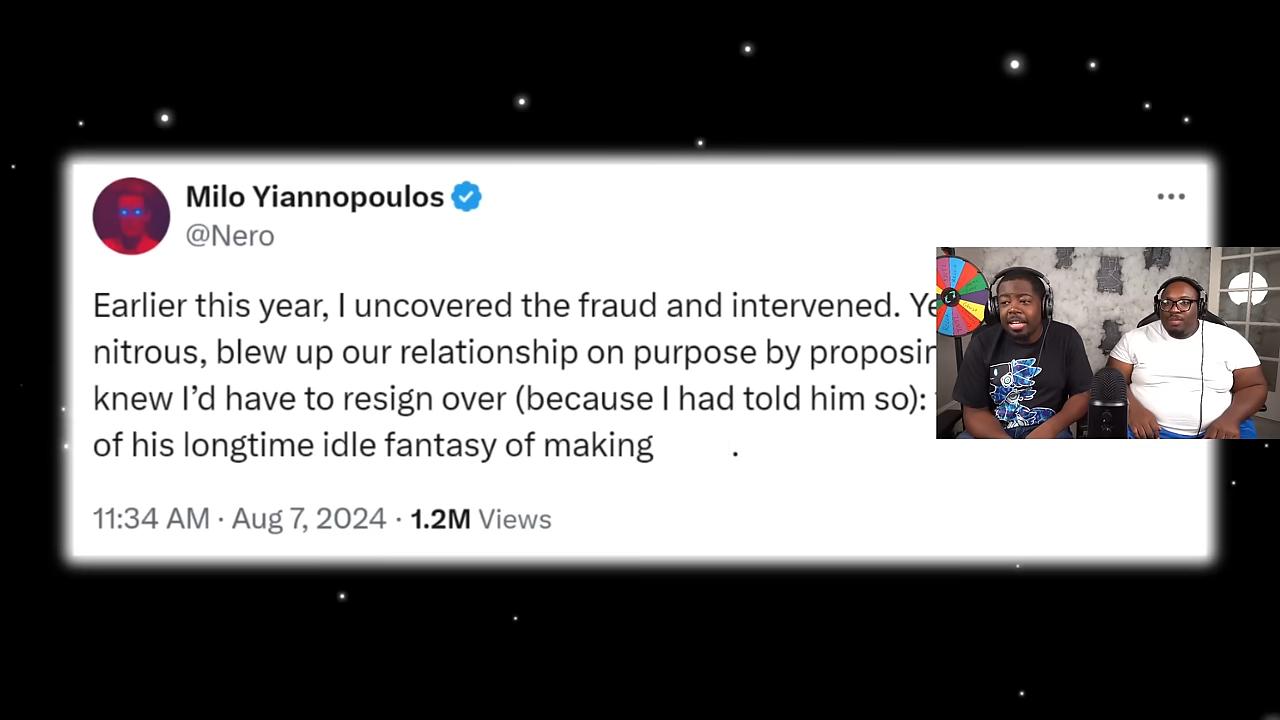 Milo Yiannopoulos
@Nero
Earlier this year, I uncovered the fraud and intervened.
nitrous, blew up our relationship on purpose by
knew I’d have to resign over (because I had told him so):
of his longtime idle fantasy of making .
11:34 AM · Aug 7, 2024 · 1.2M Views